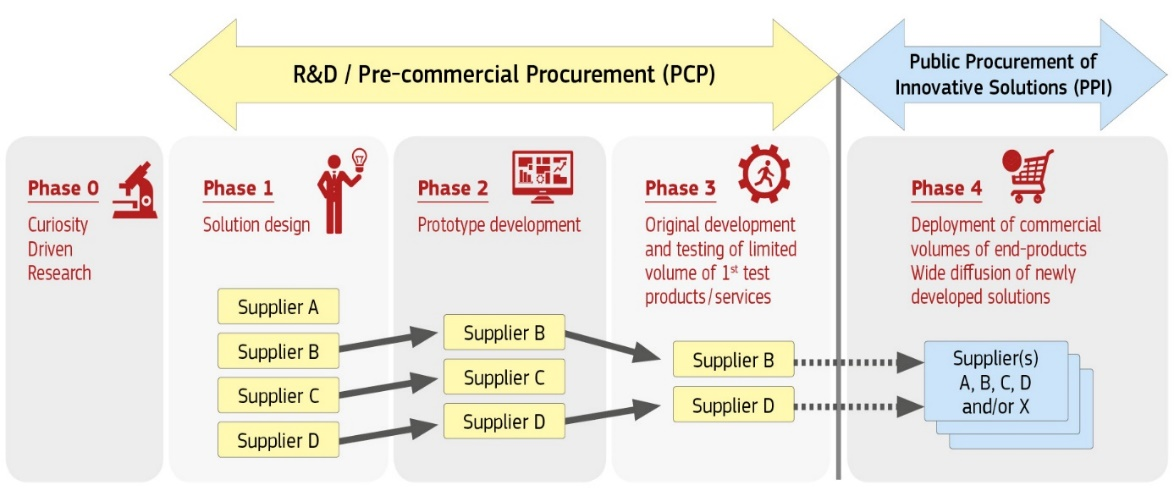 R&D / Pre-commercial Procurement (PCP)
Public Procurement of
Innovative Solutions (PPI)
Phase 0
Curiosity
Driven
Research
Phase 1
Solution design
Supplier A
Supplier B
Supplier C
Supplier D
Phase 2
Prototype development
Supplier B
Supplier C
Supplier D
Phase 3
Original development
and testing of limited
volume of 1st test
products/services
Supplier B
Supplier D
Phase 4
Deployment of commercial
volumes of end-products
Wide diffusion of newly
developed solutions
Supplier(s)
A, B, C, D
and/or X